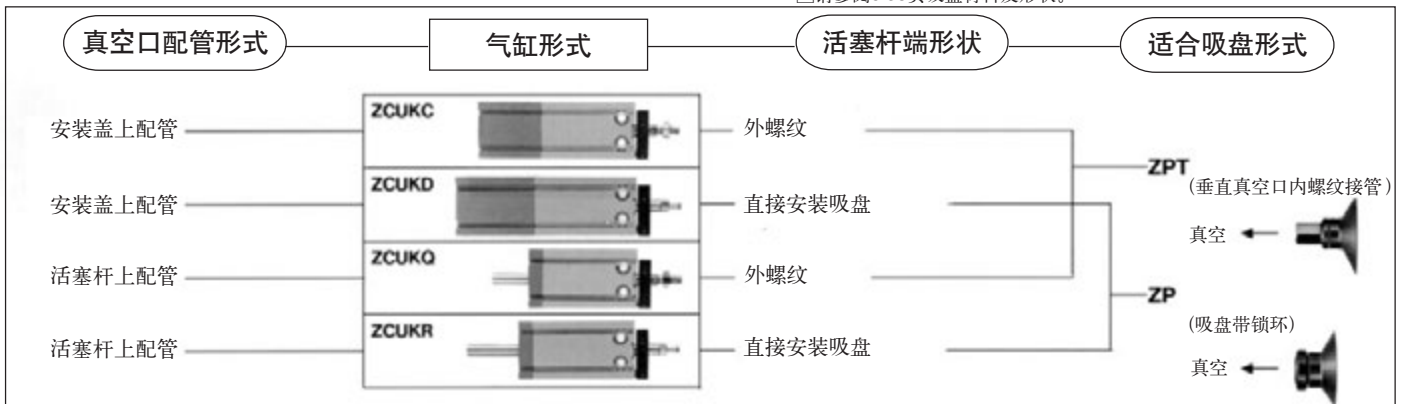 真空口配管形式 气缸形式 活塞杆端形状 适合吸盘形式
安装盖上配管 ZCUKC 外螺纹
安装盖上配管 ZCUKD 直接安装吸盘
活塞杆上配管 ZCUKQ 外螺纹
活塞杆上配管 ZCUKR 直接安装吸盘
ZPT
(垂直真空口内螺纹接管)
真空
ZP
(吸盘带锁环)
真空